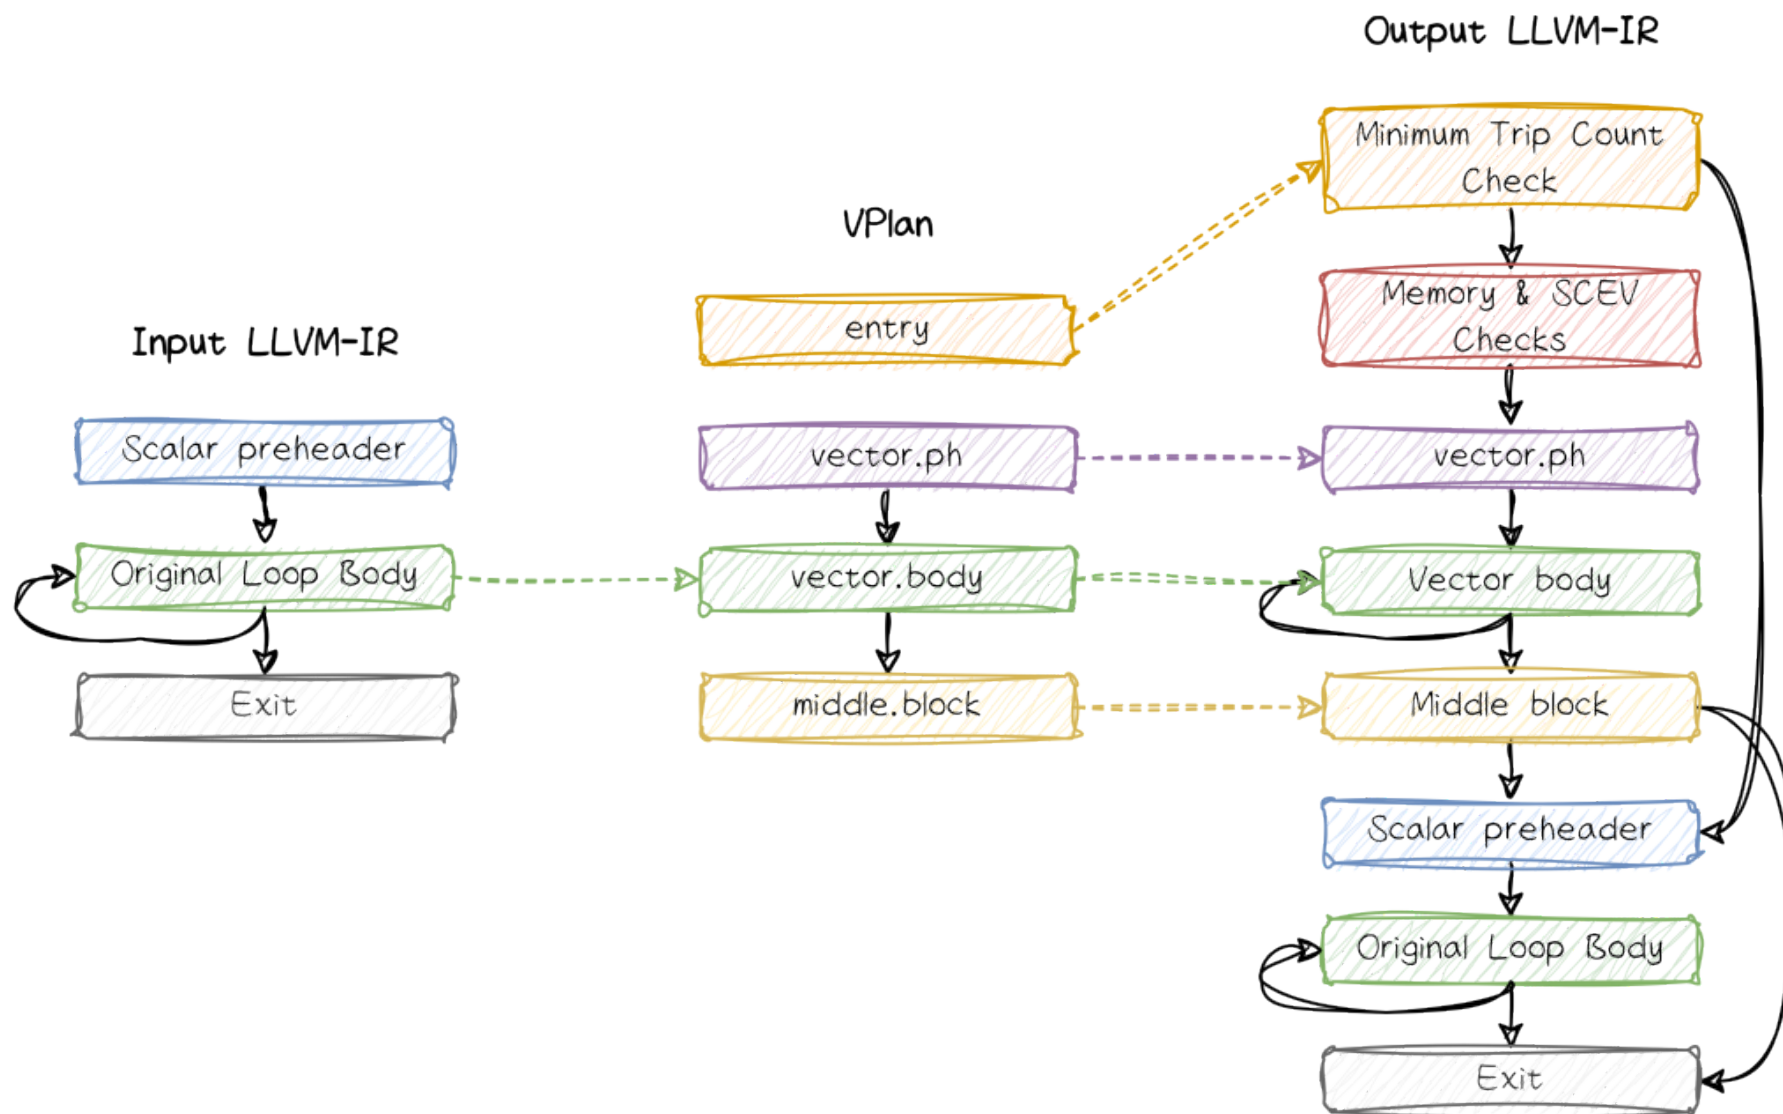 Input LLVM-IR
Scalar preheader
Original Loop Body
Exit
VPlan
entry
vector.ph
vector.body
middle.block
Output LLVM-IR
Minimum Trip Count
Check
Memory & SCEV
Checks
vector.ph
Vector body
Middle block
Scalar preheader
Original Loop Body
Exit